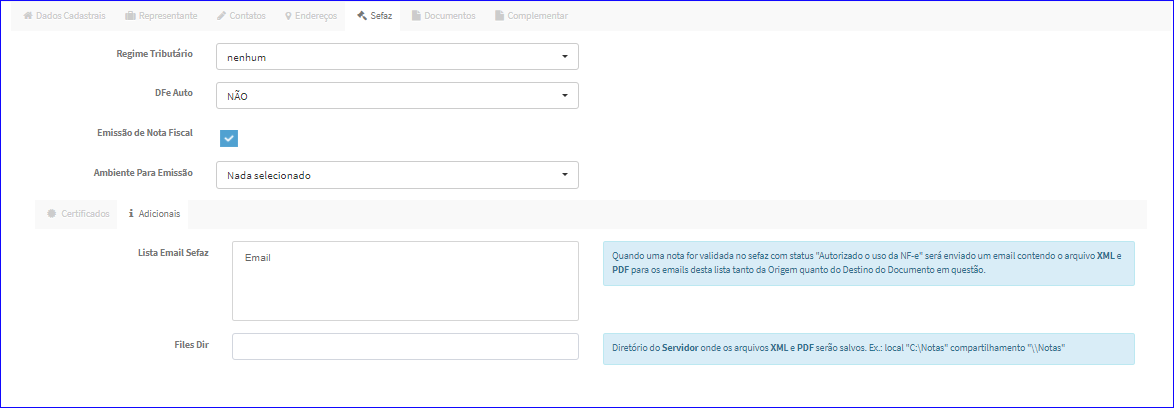 Dados Cadastrais Representante Contatos Endereços Sefaz Documentos Complementar
Regime Tributário nenhum
DFe Auto NÃO
Emissão de Nota Fiscal
Ambiente Para Emissão Nada selecionado
Certificados Adicionais
Lista Email Sefaz Email
Quando uma nota for validada no sefaz com status "Autorizado o uso da NF-e" será enviado um email contendo o arquivo XML e
PDF para os emails desta lista tanto da Origem quanto do Destino do Documento em questão.
Files Dir
Diretório do Servidor onde os arquivos XML e PDF serão salvos. Ex.: local "C:\Notas" compartilhamento "\\Notas"